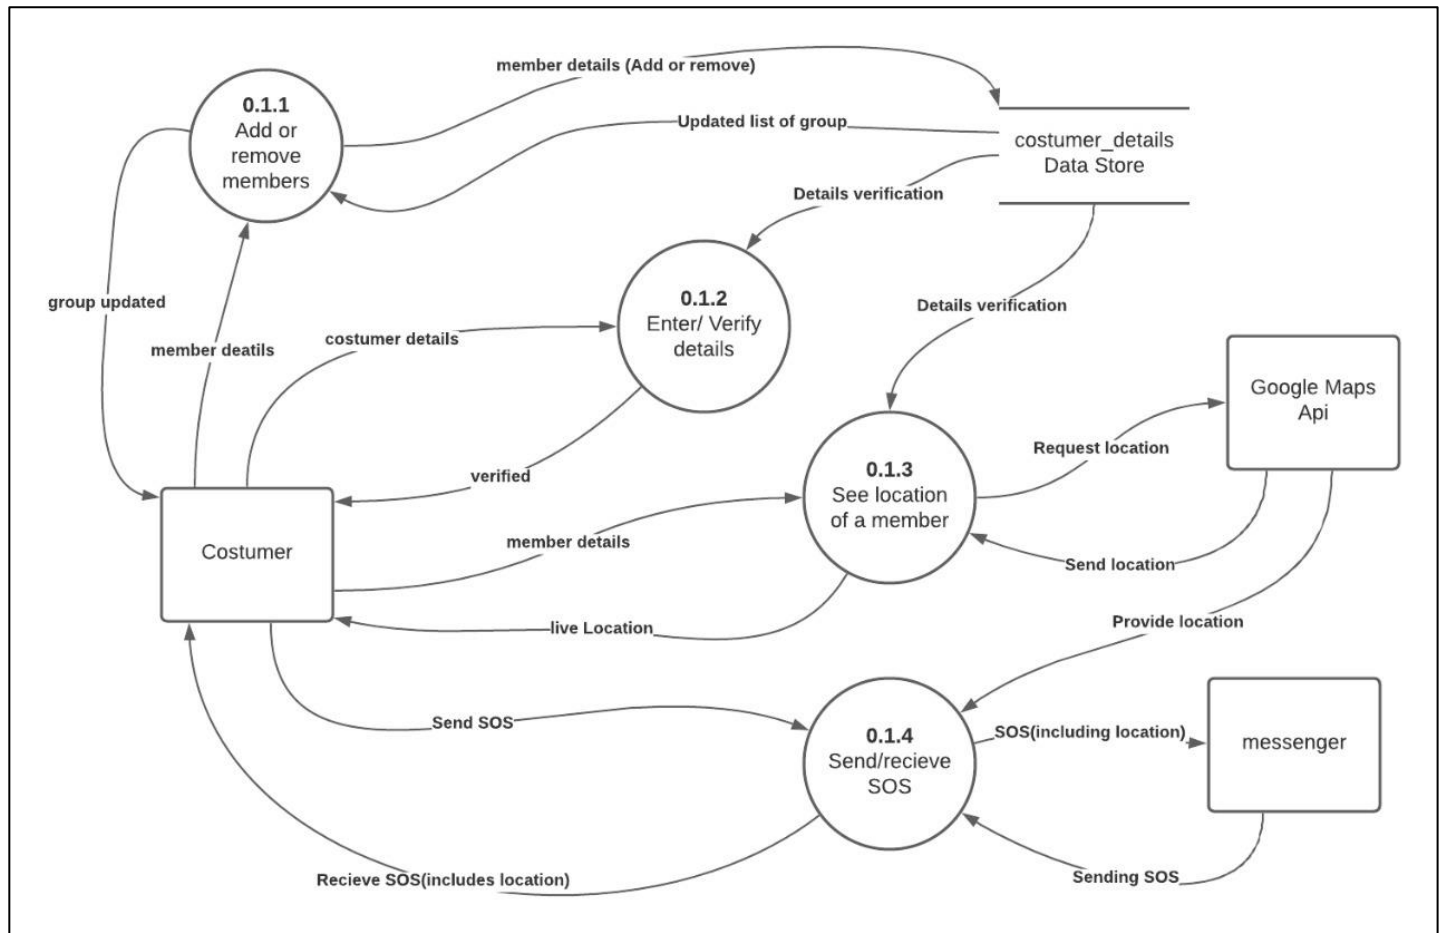 member details (Add or remove)
0.1.1
Add or
remove
members
Updated list of group
costumer_details
Data Store
Details verification
group updated
0.1.2
Enter/ Verify
details
Details verification
costumer details
member deatils
Google Maps
Api
Request location
0.1.3
See location
of a member
verified
Costumer
member details
Send location
live Location
Provide location
Send SOS
0.1.4
Send/recieve
SOS
SOS(including location)
messenger
Recieve SOS(includes location)
Sending SOS